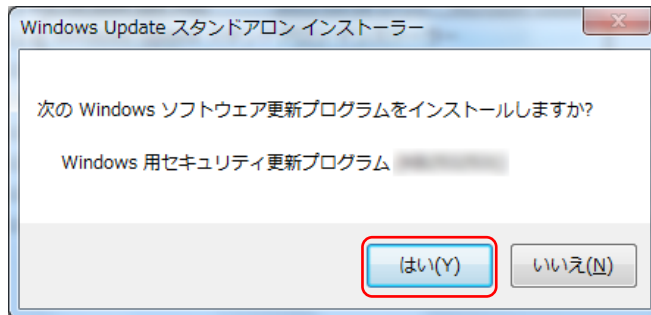 Windows Update スタンドアロン インストーラー
次の Windows ソフトウェア更新プログラムをインストールしますか?
Windows 用セキュリティ更新プログラム
はい(Y)
いいえ(N)